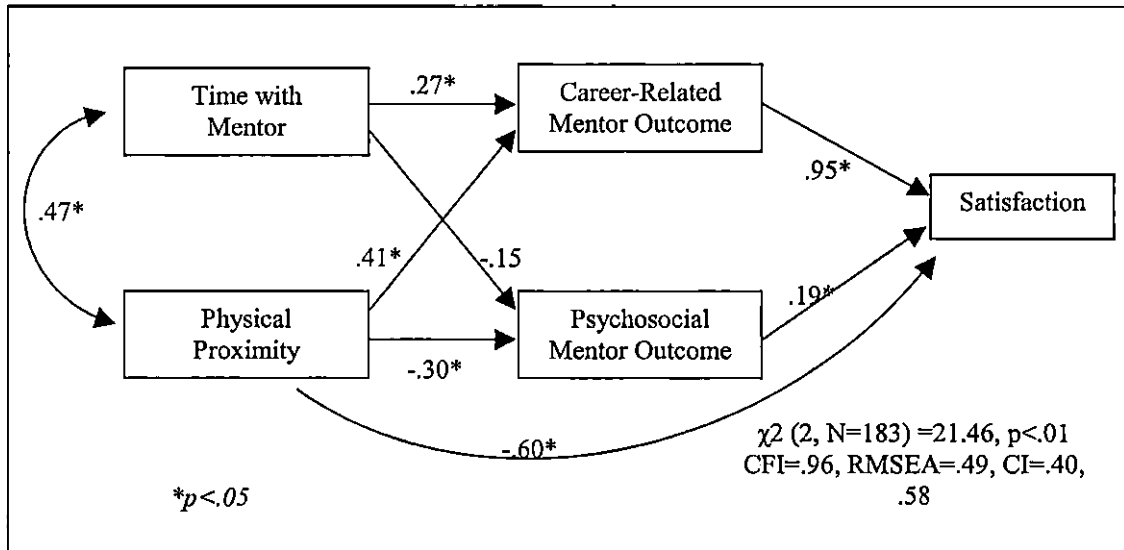 Time with
Mentor
.27*
Career-Related
Mentor Outcome
.95*
Satisfaction
.47*
.41*
-.15
.19*
Physical
Proximity
-.30*
Psychosocial
Mentor Outcome
-.60*
χ2 (2, N=183) =21.46, p<.01
CFI=.96, RMSEA=.49, CI=.40,
.58
*p<.05